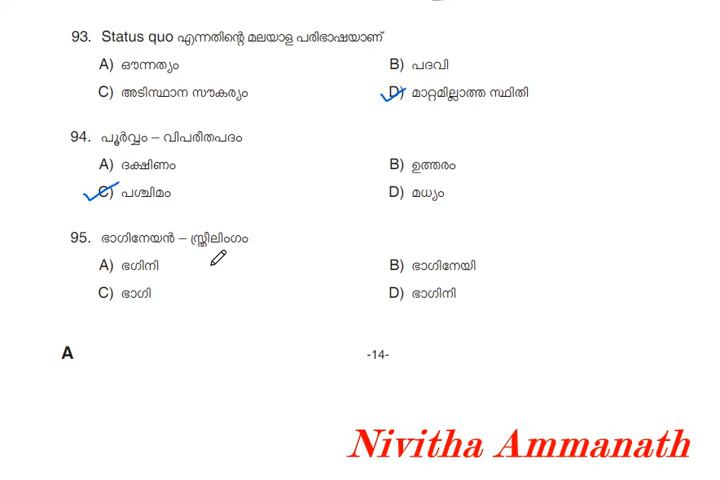 93. Status quo എന്നതിന്റെ മലയാള പരിഭാഷയാണ്
A) ഔന്നത്യം B) പദവി
C) അടിസ്ഥാന സൗകര്യം D) മാറ്റമില്ലാത്ത സ്ഥിതി
94. പൂർവ്വം – വിപരീതപദം
A) ദക്ഷിണം B) ഉത്തരം
C) പശ്ചിമം D) മധ്യം
95. ഭാഗിനേയൻ – സ്ത്രീലിംഗം
A) ഭഗിനി B) ഭാഗിനേയി
C) ഭാഗി D) ഭാഗിനി
A -14-
Nivitha Ammanath